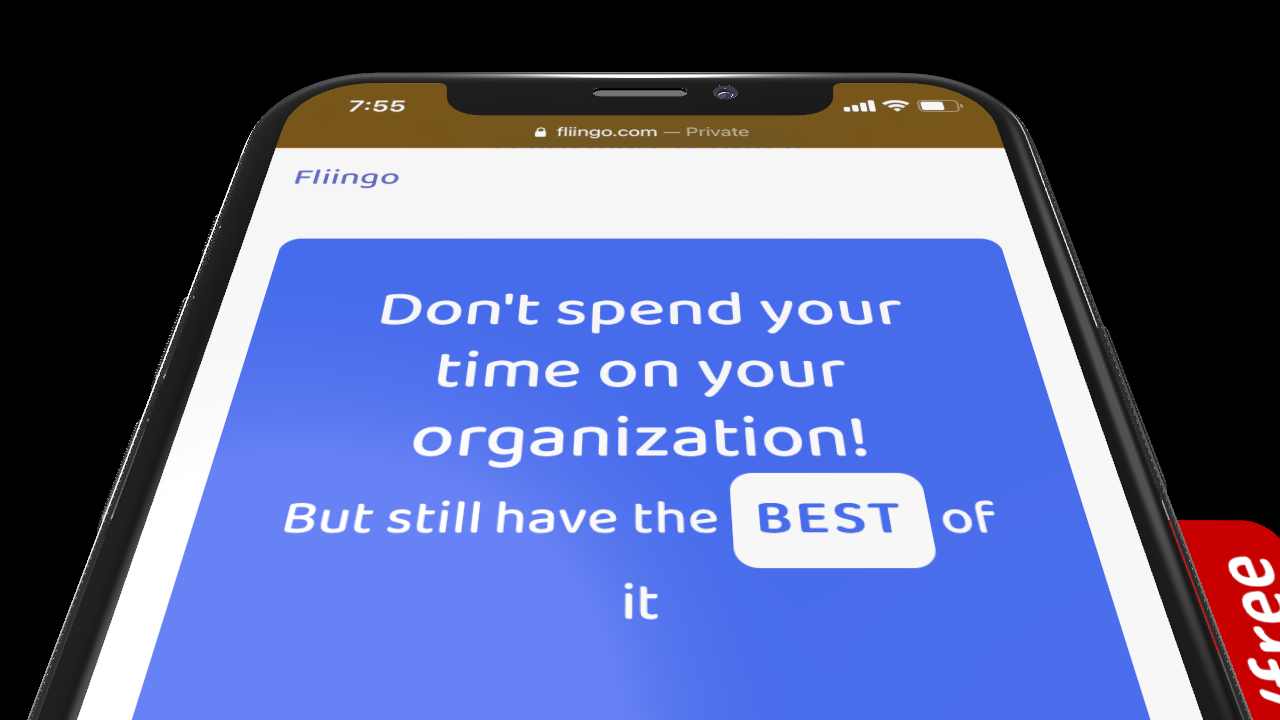 7:55
fliingo.com — Private
Fliingo
Don't spend your
time on your
organization!
But still have the BEST of
it
free